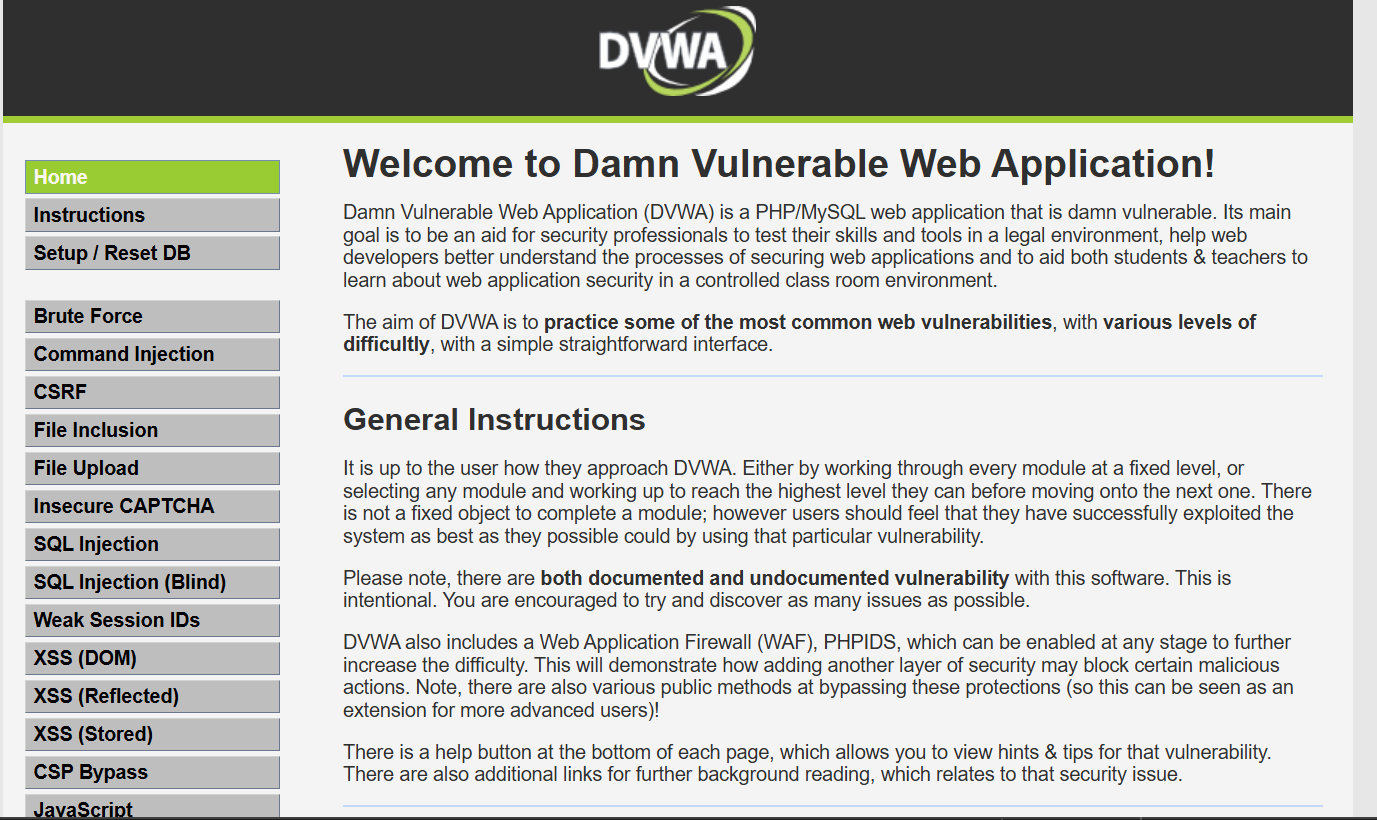 DVWA
Home
Instructions
Setup / Reset DB
Brute Force
Command Injection
CSRF
File Inclusion
File Upload
Insecure CAPTCHA
SQL Injection
SQL Injection (Blind)
Weak Session IDs
XSS (DOM)
XSS (Reflected)
XSS (Stored)
CSP Bypass
JavaScript
Welcome to Damn Vulnerable Web Application!
Damn Vulnerable Web Application (DVWA) is a PHP/MySQL web application that is damn vulnerable. Its main
goal is to be an aid for security professionals to test their skills and tools in a legal environment, help web
developers better understand the processes of securing web applications and to aid both students & teachers to
learn about web application security in a controlled class room environment.
The aim of DVWA is to practice some of the most common web vulnerabilities, with various levels of
difficultly, with a simple straightforward interface.
General Instructions
It is up to the user how they approach DVWA. Either by working through every module at a fixed level, or
selecting any module and working up to reach the highest level they can before moving onto the next one. There
is not a fixed object to complete a module; however users should feel that they have successfully exploited the
system as best as they possible could by using that particular vulnerability.
Please note, there are both documented and undocumented vulnerability with this software. This is
intentional. You are encouraged to try and discover as many issues as possible.
DVWA also includes a Web Application Firewall (WAF), PHPIDS, which can be enabled at any stage to further
increase the difficulty. This will demonstrate how adding another layer of security may block certain malicious
actions. Note, there are also various public methods at bypassing these protections (so this can be seen as an
extension for more advanced users)!
There is a help button at the bottom of each page, which allows you to view hints & tips for that vulnerability.
There are also additional links for further background reading, which relates to that security issue.